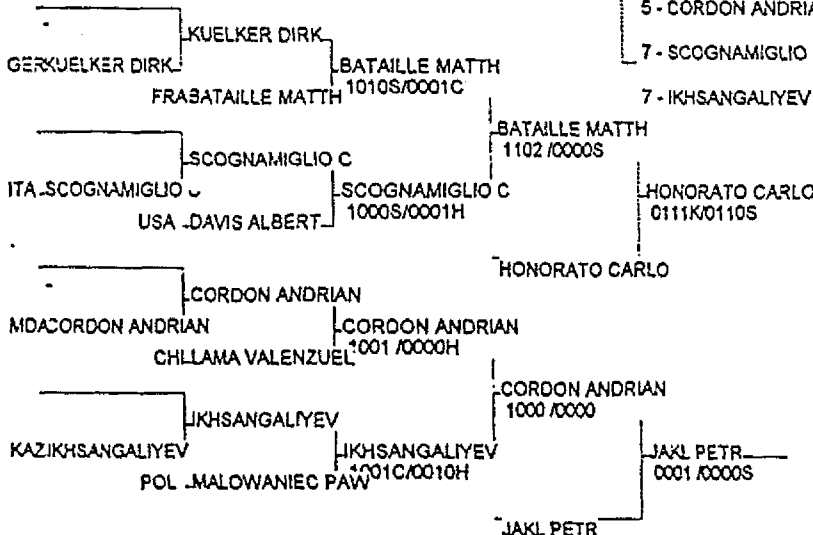 5 - CORDON ANDRIA
KUELKER DIRK
7 - SCOGNAMIGLIO
GERKUELKER DIRK
BATAILLE MATTH
1010S/0001C
FRABATAILLE MATTH
7 - IKHSANGALIYEV
BATAILLE MATTH
1102 /0000S
SCOGNAMIGLIO C
ITA SCOGNAMIGLIO
SCOGNAMIGLIO C
1000S/0001H
HONORATO CARLO
0111K/0110S
USA DAVIS ALBERT
HONORATO CARLO
CORDON ANDRIAN
MDACORDON ANDRIAN
CORDON ANDRIAN
1001 /0000H
CHLLAMA VALENZUEL
CORDON ANDRIAN
1000 /0000
IKHSANGALIYEV
KAZIKHSANGALIYEV
IKHSANGALIYEV
1001C/0010H
JAKL PETR
0001 /0000S
POL MALOWANIEC PAW
JAKL PETR